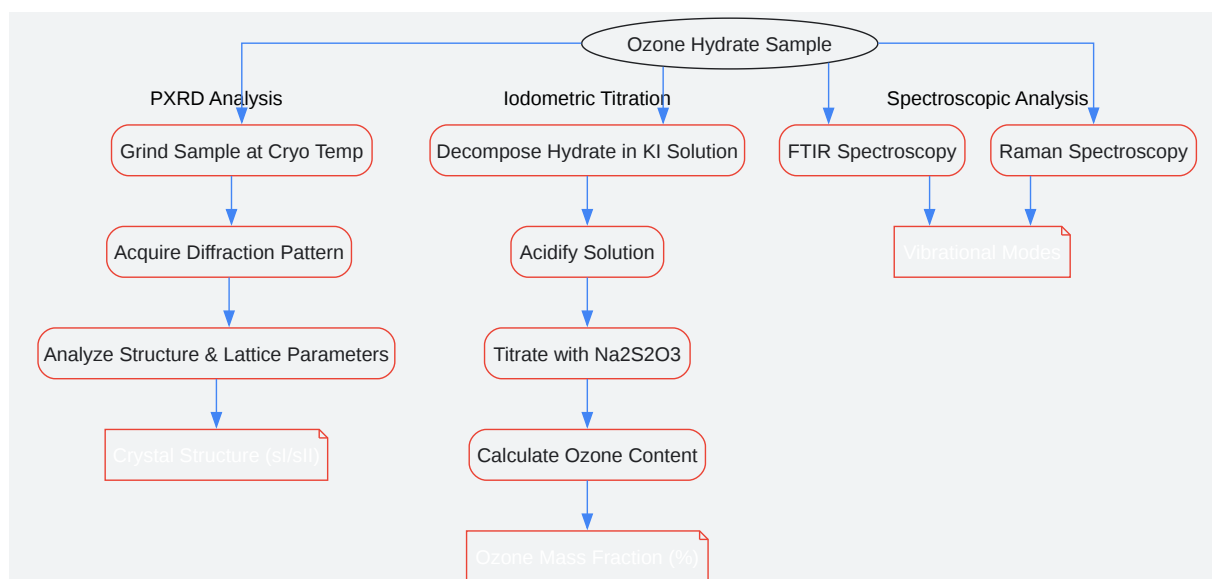 Ozone Hydrate Sample
PXRD Analysis
Iodometric Titration
Spectroscopic Analysis
Grind Sample at Cryo Temp
Decompose Hydrate in KI Solution
FTIR Spectroscopy
Raman Spectroscopy
Acquire Diffraction Pattern
Acidify Solution
Vibrational Modes
Analyze Structure & Lattice Parameters
Titrate with Na2S2O3
Crystal Structure (sI/sII)
Calculate Ozone Content
Ozone Mass Fraction (%)